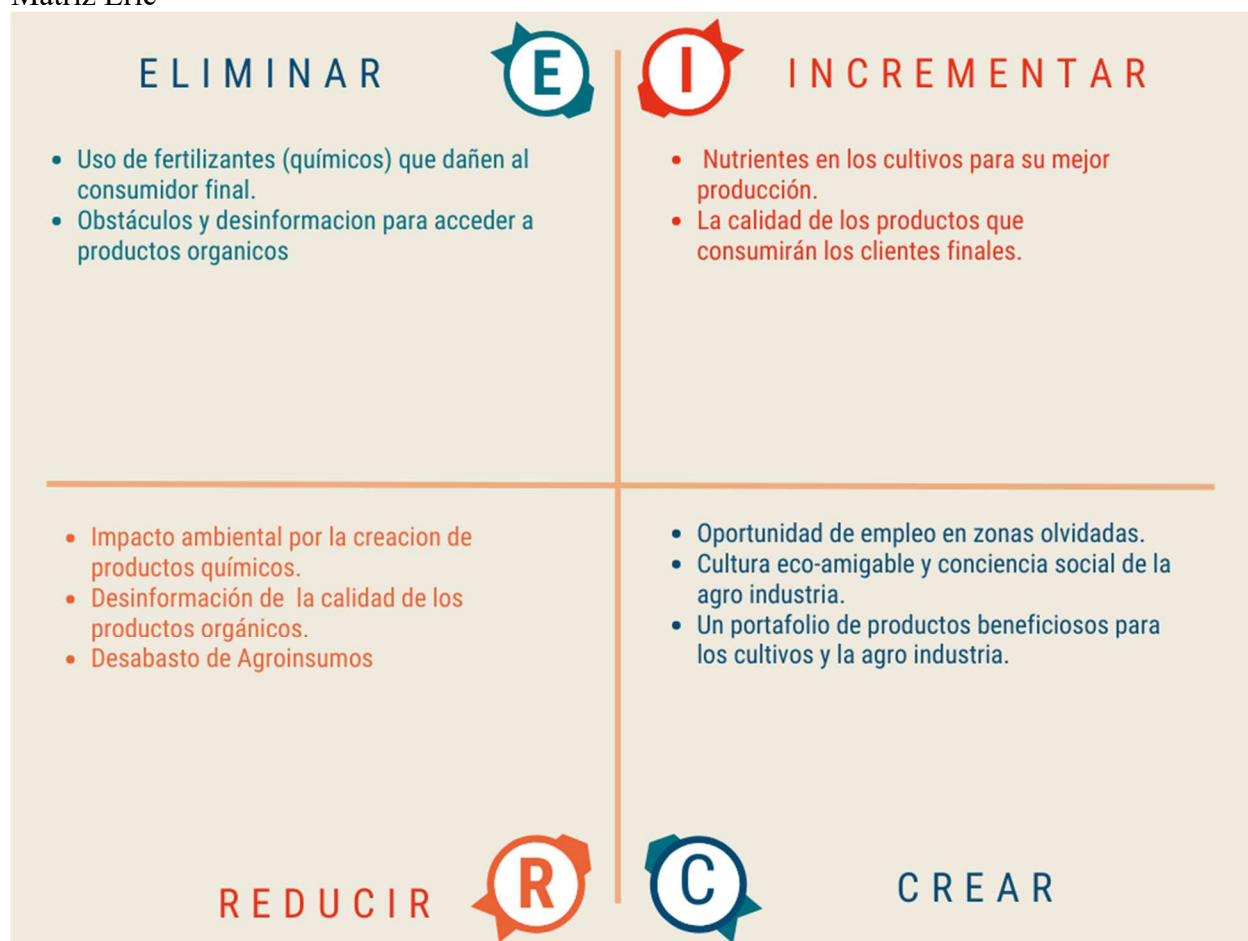 Matriz Eric
ELIMINAR
E
• Uso de fertilizantes (químicos) que dañen al
consumidor final.
• Obstáculos y desinformacion para acceder a
productos organicos
I
INCREMENTAR
• Nutrientes en los cultivos para su mejor
producción.
• La calidad de los productos que
consumirán los clientes finales.
• Impacto ambiental por la creacion de
productos químicos.
• Desinformación de la calidad de los
productos orgánicos.
• Desabasto de Agroinsumos
REDUCIR
R
• Oportunidad de empleo en zonas olvidadas.
• Cultura eco-amigable y conciencia social de la
agro industria.
• Un portafolio de productos beneficiosos para
los cultivos y la agro industria.
C
CREAR